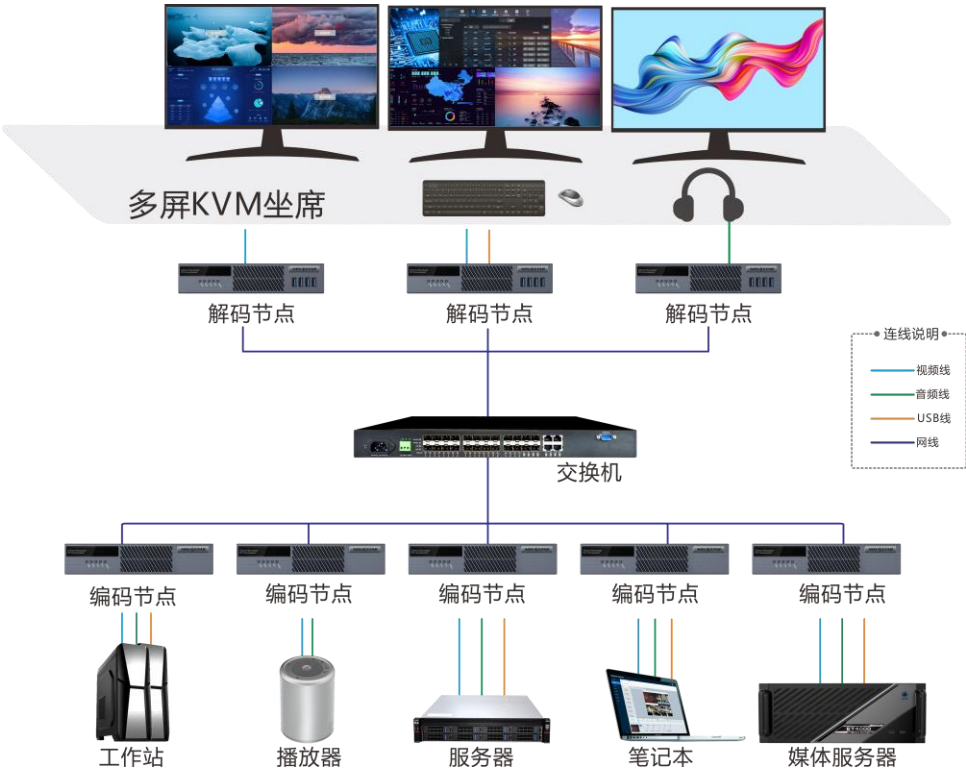 多屏KVM坐席
解码节点
解码节点
解码节点
连线说明
视频线
音频线
USB线
网线
交换机
编码节点
编码节点
编码节点
编码节点
编码节点
工作站
播放器
服务器
笔记本
媒体服务器